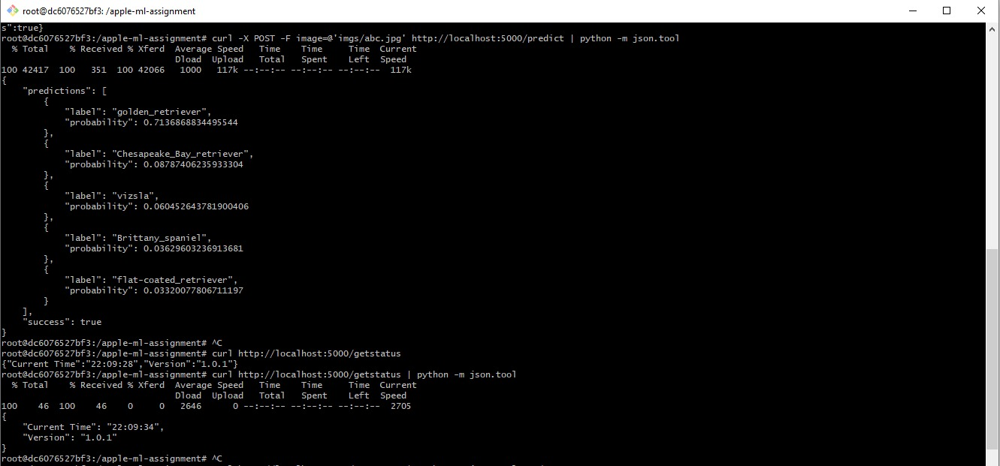 root@dc6076527bf3: /apple-ml-assignment
s":true}
root@dc6076527bf3:/apple-ml-assignment# curl -X POST -F image=@'imgs/abc.jpg' http://localhost:5000/predict | python -m json.tool
  % Total    % Received % Xferd  Average Speed   Time    Time     Time  Current
                                 Dload  Upload   Total   Spent    Left  Speed
100 42417  100   351  100 42066   1000   117k --:--:-- --:--:-- --:--:--  117k
{
    "predictions": [
        {
            "label": "golden_retriever",
            "probability": 0.7136868834495544
        },
        {
            "label": "Chesapeake_Bay_retriever",
            "probability": 0.08787406235933304
        },
        {
            "label": "vizsla",
            "probability": 0.060452643781900406
        },
        {
            "label": "Brittany_spaniel",
            "probability": 0.03629603236913681
        },
        {
            "label": "flat-coated_retriever",
            "probability": 0.03320077806711197
        }
    ],
    "success": true
}
root@dc6076527bf3:/apple-ml-assignment# ^C
root@dc6076527bf3:/apple-ml-assignment# curl http://localhost:5000/getstatus
{"Current Time":"22:09:28","Version":"1.0.1"}
root@dc6076527bf3:/apple-ml-assignment# curl http://localhost:5000/getstatus | python -m json.tool
  % Total    % Received % Xferd  Average Speed   Time    Time     Time  Current
                                 Dload  Upload   Total   Spent    Left  Speed
100    46  100    46    0     0   2646      0 --:--:-- --:--:-- --:--:--  2705
{
    "Current Time": "22:09:34",
    "Version": "1.0.1"
}
root@dc6076527bf3:/apple-ml-assignment# ^C